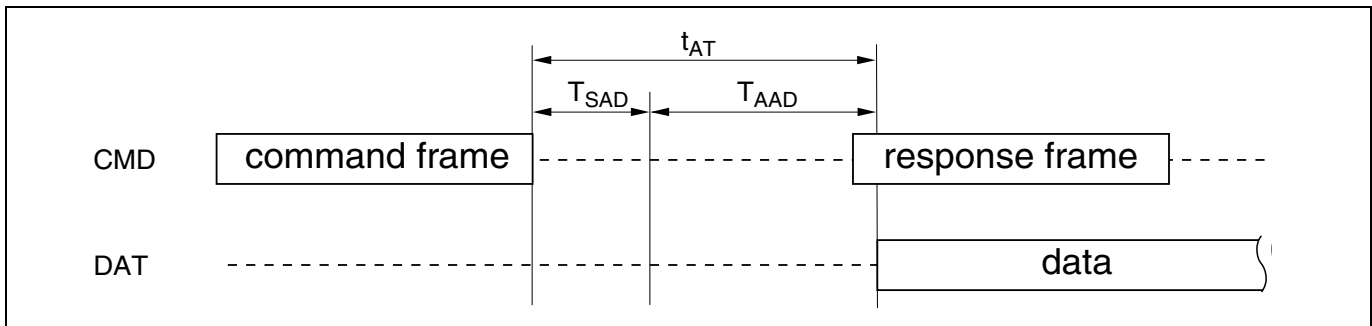 tAT
TSAD TAAD
CMD command frame response frame
DAT data